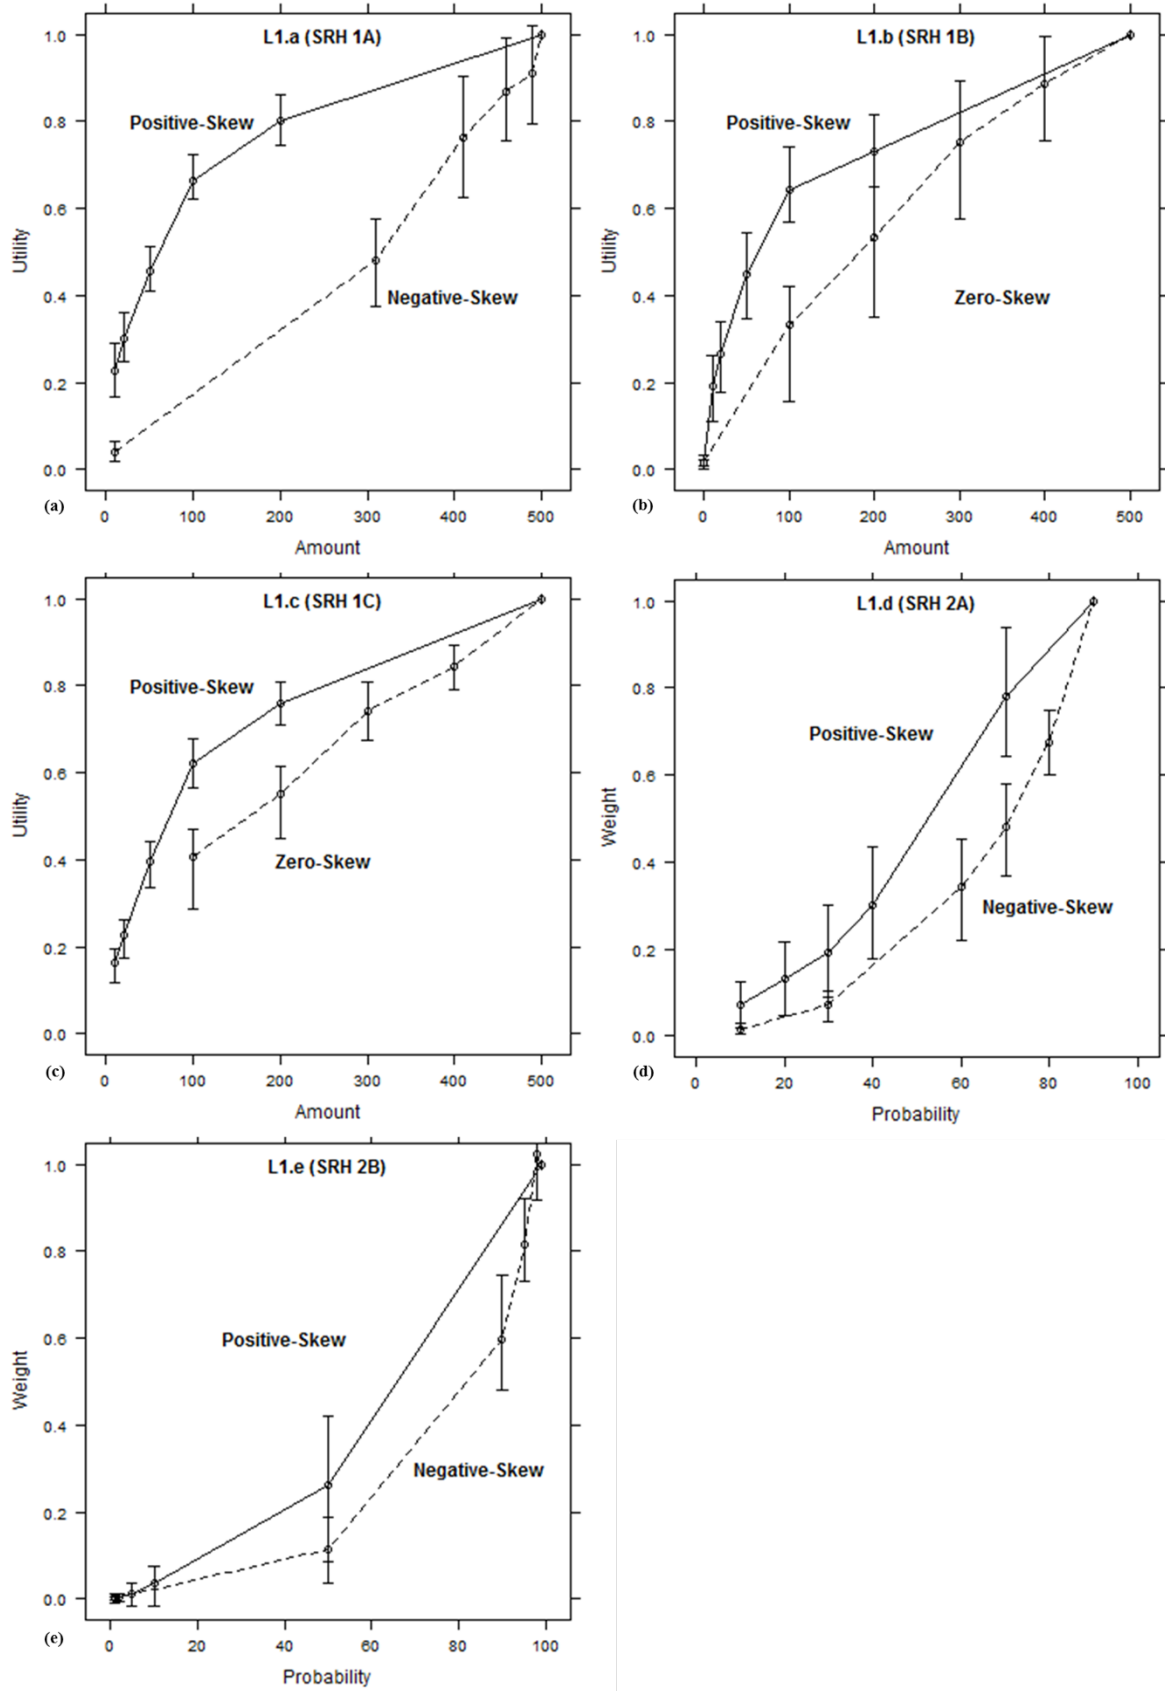 L1.a (SRH 1A)
1.0
0.8
0.6
0.4
0.2
0.0
Utility
Positive-Skew
Negative-Skew
0 100 200 300 400 500
Amount
(a)
L1.b (SRH 1B)
1.0
0.8
0.6
0.4
0.2
0.0
Utility
Positive-Skew
Zero-Skew
0 100 200 300 400 500
Amount
(b)
L1.c (SRH 1C)
1.0
0.8
0.6
0.4
0.2
0.0
Utility
Positive-Skew
Zero-Skew
0 100 200 300 400 500
Amount
(c)
L1.d (SRH 2A)
1.0
0.8
0.6
0.4
0.2
0.0
Weight
Positive-Skew
Negative-Skew
0 20 40 60 80 100
Probability
(d)
L1.e (SRH 2B)
1.0
0.8
0.6
0.4
0.2
0.0
Weight
Positive-Skew
Negative-Skew
0 20 40 60 80 100
Probability
(e)